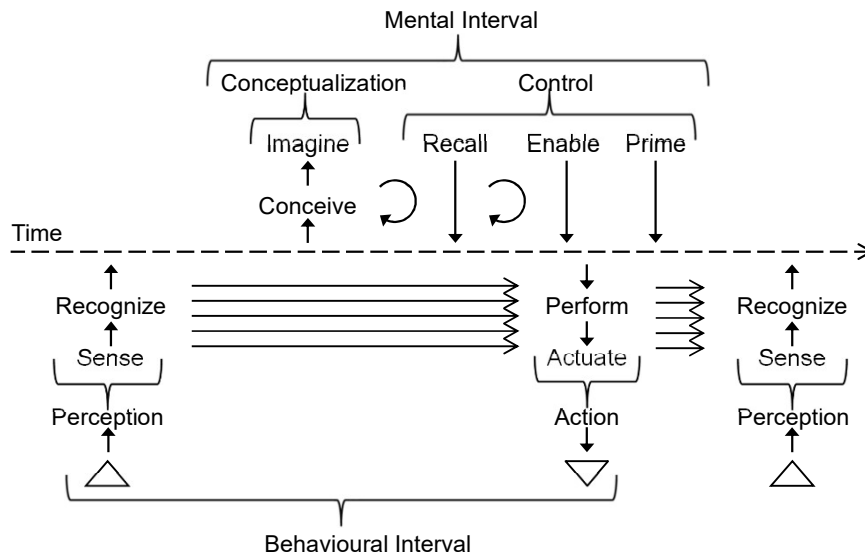 Mental Interval
Conceptualization Control
Imagine Recall Enable Prime
Conceive
Time
Recognize Perform Recognize
Sense Actuate Sense
Perception Action Perception
Behavioural Interval